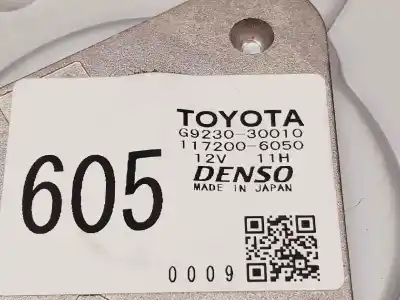 TOYOTA
G9230-30010
117200-6050
12V 11H
605
DENSO
MADE IN JAPAN
0009